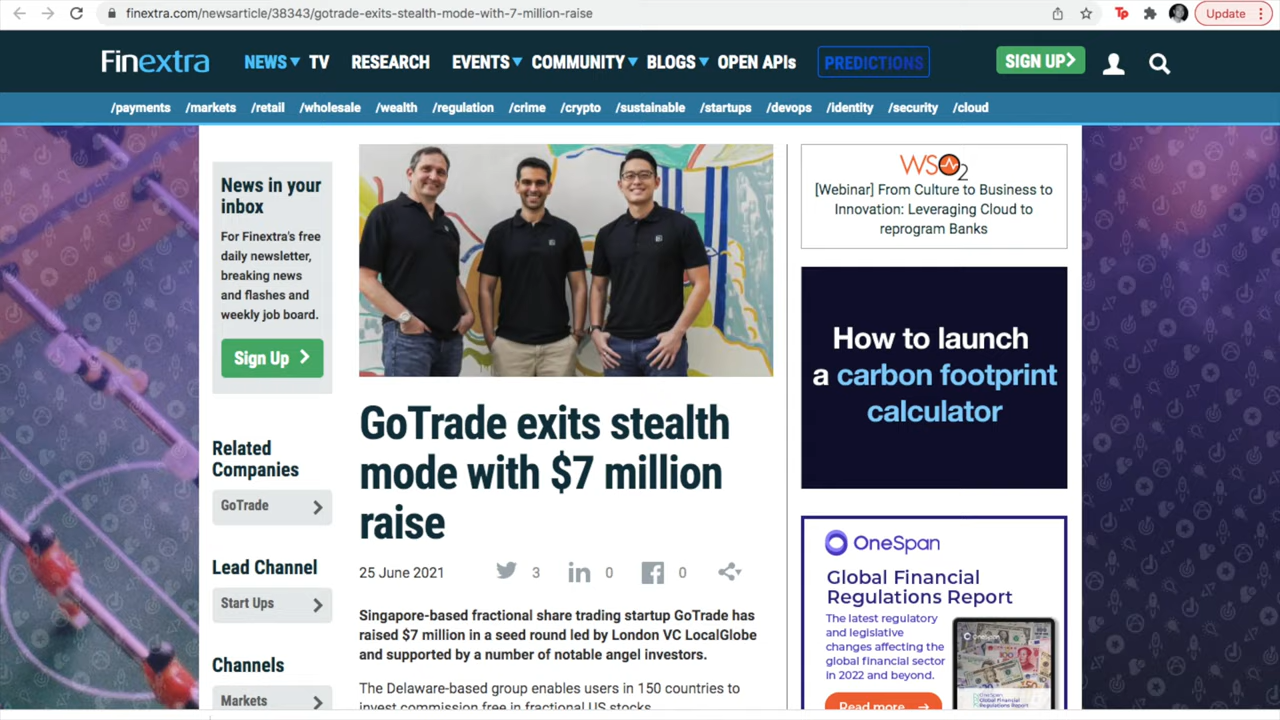 finextra.com/newsarticle/38343/gotrade-exits-stealth-mode-with-7-million-raise
Tp
Update
Finextra
NEWS TV RESEARCH EVENTS COMMUNITY BLOGS OPEN APIs PREDICTIONS
SIGN UP
/payments /markets /retail /wholesale /wealth /regulation /crime /crypto /sustainable /startups /devops /identity /security /cloud
News in your
inbox
For Finextra's free
daily newsletter,
breaking news
and flashes and
weekly job board.
Sign Up
Related
Companies
GoTrade
Lead Channel
Start Ups
Channels
Markets
GoTrade exits stealth
mode with $7 million
raise
25 June 2021
3
0
0
Singapore-based fractional share trading startup GoTrade has
raised $7 million in a seed round led by London VC LocalGlobe
and supported by a number of notable angel investors.
The Delaware-based group enables users in 150 countries to
invest commission free in fractional US stocks.
WSO2
[Webinar] From Culture to Business to
Innovation: Leveraging Cloud to
reprogram Banks
How to launch
a carbon footprint
calculator
OneSpan
Global Financial
Regulations Report
The latest regulatory
and legislative
changes affecting the
global financial sector
in 2022 and beyond.
Read more
OneSpan
Global Financial
Regulations Report